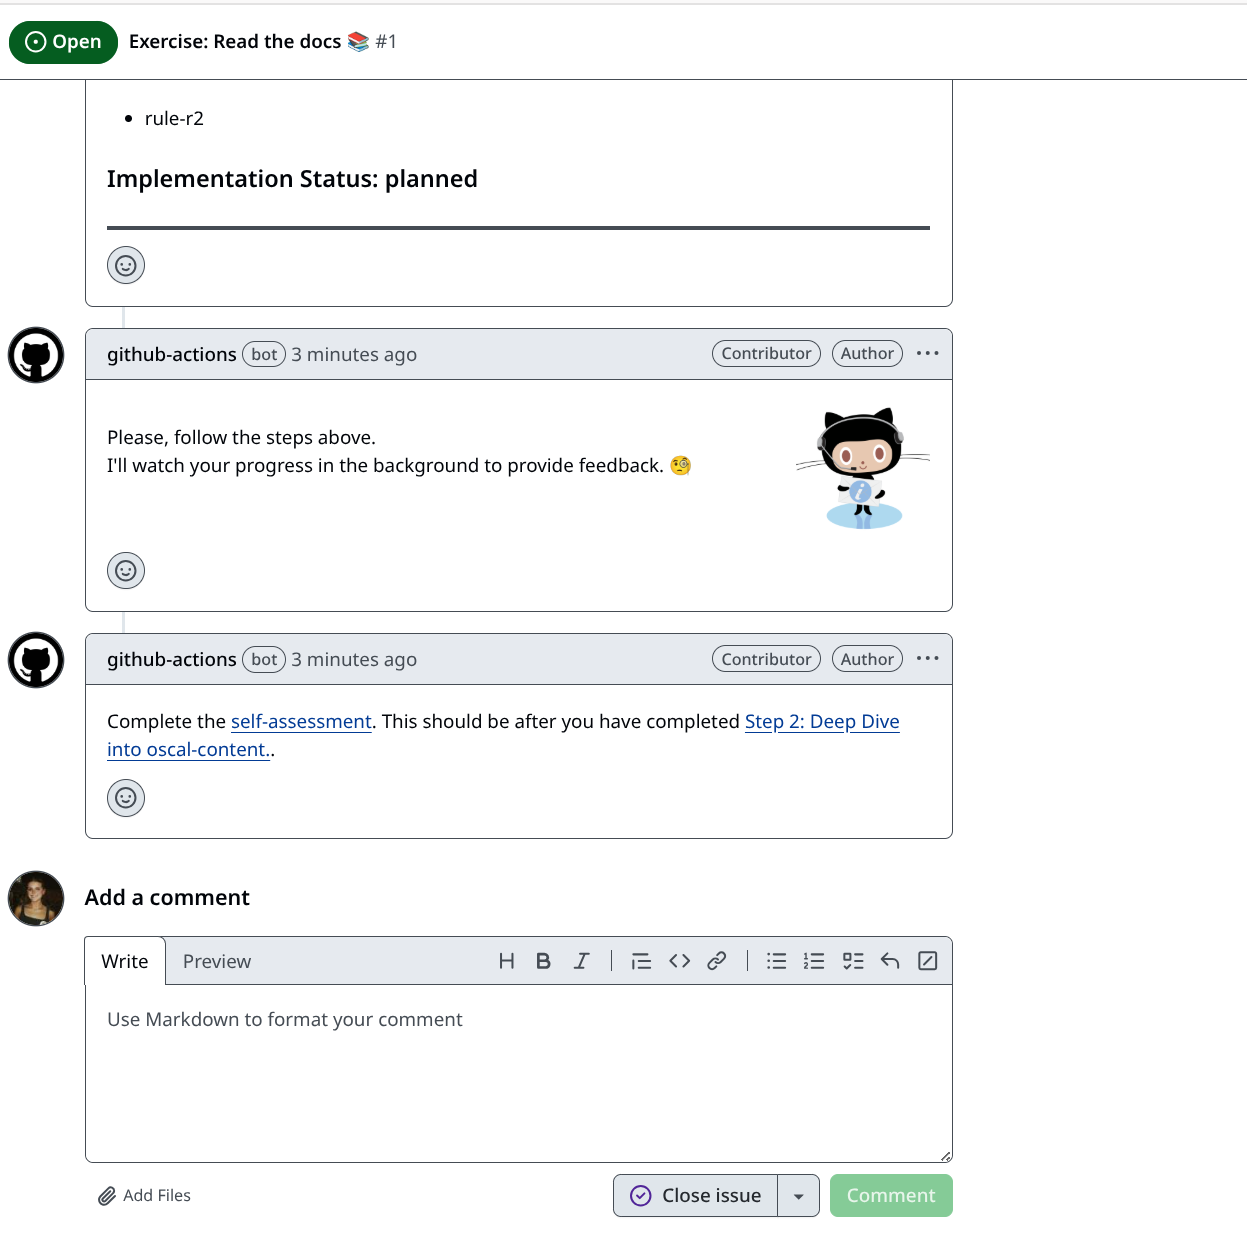 Open Exercise: Read the docs 📚 #1
• rule-r2
Implementation Status: planned
github-actions bot 3 minutes ago Contributor Author ···
Please, follow the steps above.
I'll watch your progress in the background to provide feedback. 🧐
i
github-actions bot 3 minutes ago Contributor Author ···
Complete the self-assessment. This should be after you have completed Step 2: Deep Dive
into oscal-content..
Add a comment
Write Preview H B I
Use Markdown to format your comment
Add Files Close issue Comment